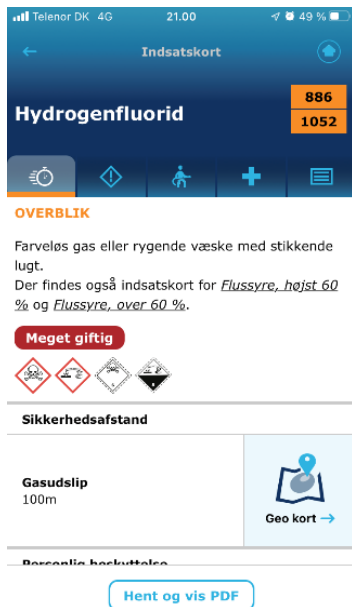 Telenor DK 4G 21.00 49 %
Indsatskort
Hydrogenfluorid
886
1052
OVERBLIK
Farveløs gas eller rygende væske med stikkende
lugt.
Der findes også indsatskort for Flussyre, højst 60
% og Flussyre, over 60 %.
Meget giftig
Sikkerhedsafstand
Gasudslip
100m
Geo kort →
Personlig beskyttelse
Hent og vis PDF